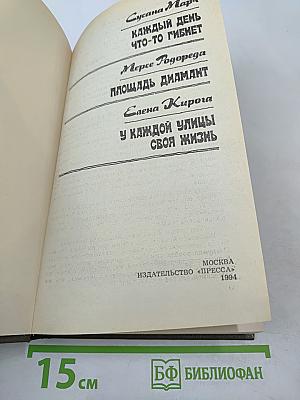 Сусана Марч
КАЖДЫЙ ДЕНЬ
ЧТО-ТО ГИБНЕТ
Мерсе Родореда
ПЛОЩАДЬ ДИАМАНТ
Елена Кирога
У КАЖДОЙ УЛИЦЫ
СВОЯ ЖИЗНЬ
МОСКВА
ИЗДАТЕЛЬСТВО «ПРЕССА»
1994
15 см
БФ БИБЛИОФАН